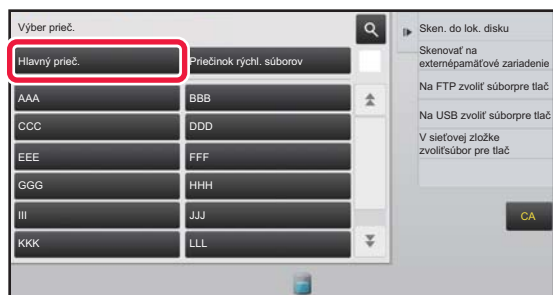 Výber prieč.
Hlavný prieč.
Priečinok rýchl. súborov
AAA
BBB
CCC
DDD
EEE
FFF
GGG
HHH
III
JJJ
KKK
LLL
Sken. do lok. disku
Skenovať na
externépamäťové zariadenie
Na FTP zvoliť súborpre tlač
Na USB zvoliť súborpre tlač
V sieťovej zložke
zvoliťsúbor pre tlač
CA